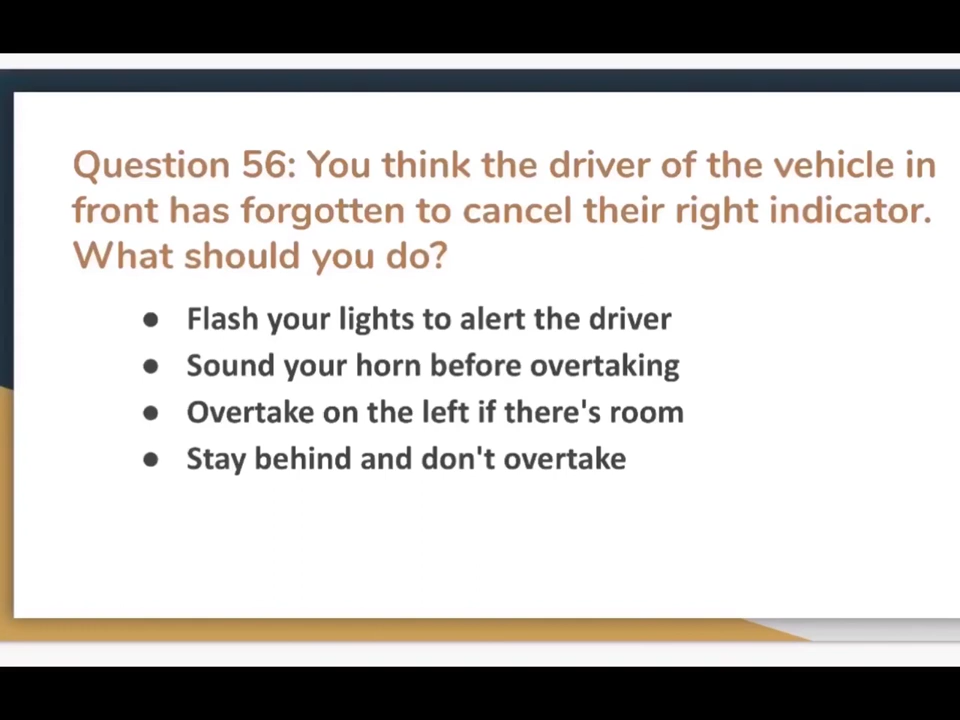 Question 56: You think the driver of the vehicle in
front has forgotten to cancel their right indicator.
What should you do?
● Flash your lights to alert the driver
● Sound your horn before overtaking
● Overtake on the left if there's room
● Stay behind and don't overtake